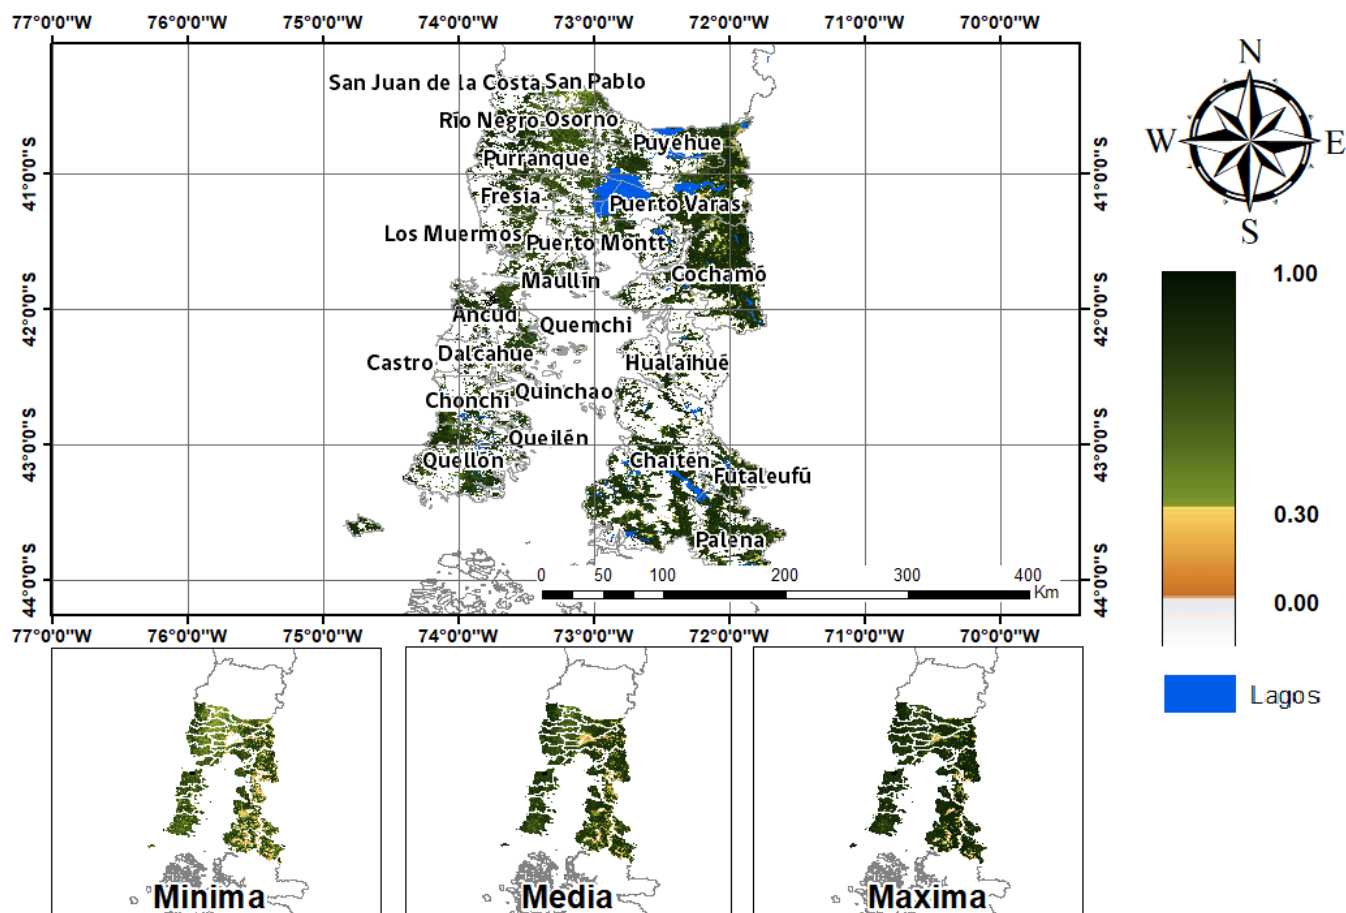 77°0'0"W 76°0'0"W 75°0'0"W 74°0'0"W 73°0'0"W 72°0'0"W 71°0'0"W 70°0'0"W
N
W E
S
San Juan de la Costa San Pablo
Río Negro Osorno
Puyehue
Purranque
41°0'0"S 41°0'0"S
Fresia
Puerto Varas
Los Muermos
Puerto Montt
Cochamó
Maullín
42°0'0"S 42°0'0"S
Ancud
Quemchi
Dalcahue
Castro
Hualaihué
Quinchao
Chonchi
Queilén
43°0'0"S 43°0'0"S
Quellón
Chaitén
Futaleufú
Palena
44°0'0"S 44°0'0"S
0 50 100 200 300 400
Km
77°0'0"W 76°0'0"W 75°0'0"W 74°0'0"W 73°0'0"W 72°0'0"W 71°0'0"W 70°0'0"W
1.00
0.30
0.00
Lagos
Minima
Media
Maxima